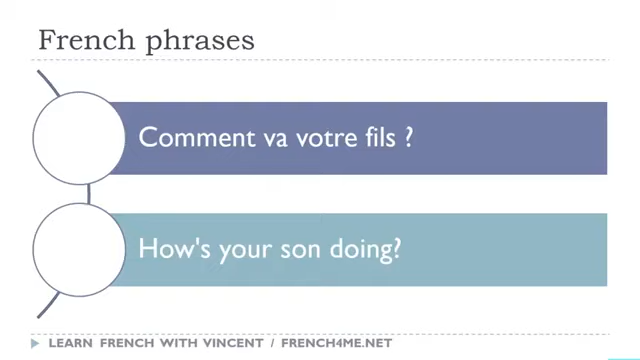 French phrases
Comment va votre fils ?
How's your son doing?
LEARN FRENCH WITH VINCENT / FRENCH4ME.NET